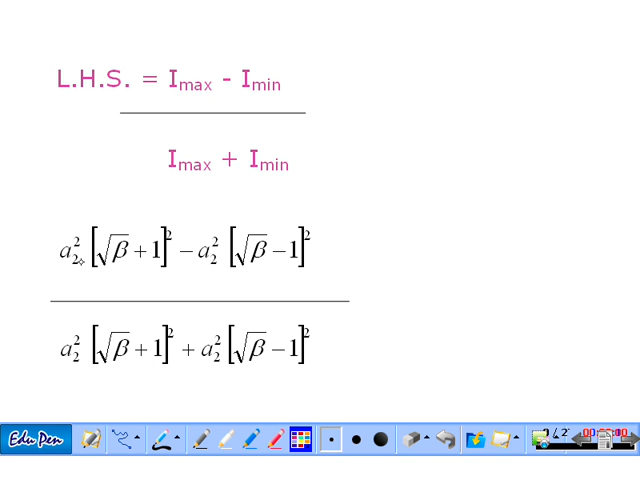 L.H.S. = Imax - Imin
Imax + Imin
a₂² [√β + 1]² − a₂² [√β − 1]²
a₂² [√β + 1]² + a₂² [√β − 1]²
Edu Pen